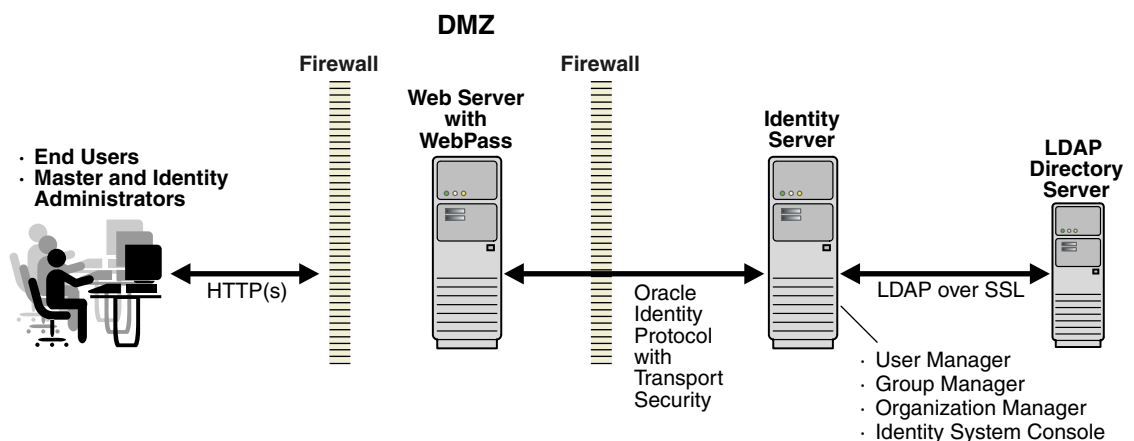 DMZ
Firewall
Firewall
Web Server
with
WebPass
Identity
Server
LDAP
Directory
Server
· End Users
· Master and Identity
Administrators
HTTP(s)
Oracle
Identity
Protocol
with
Transport
Security
LDAP over SSL
· User Manager
· Group Manager
· Organization Manager
· Identity System Console